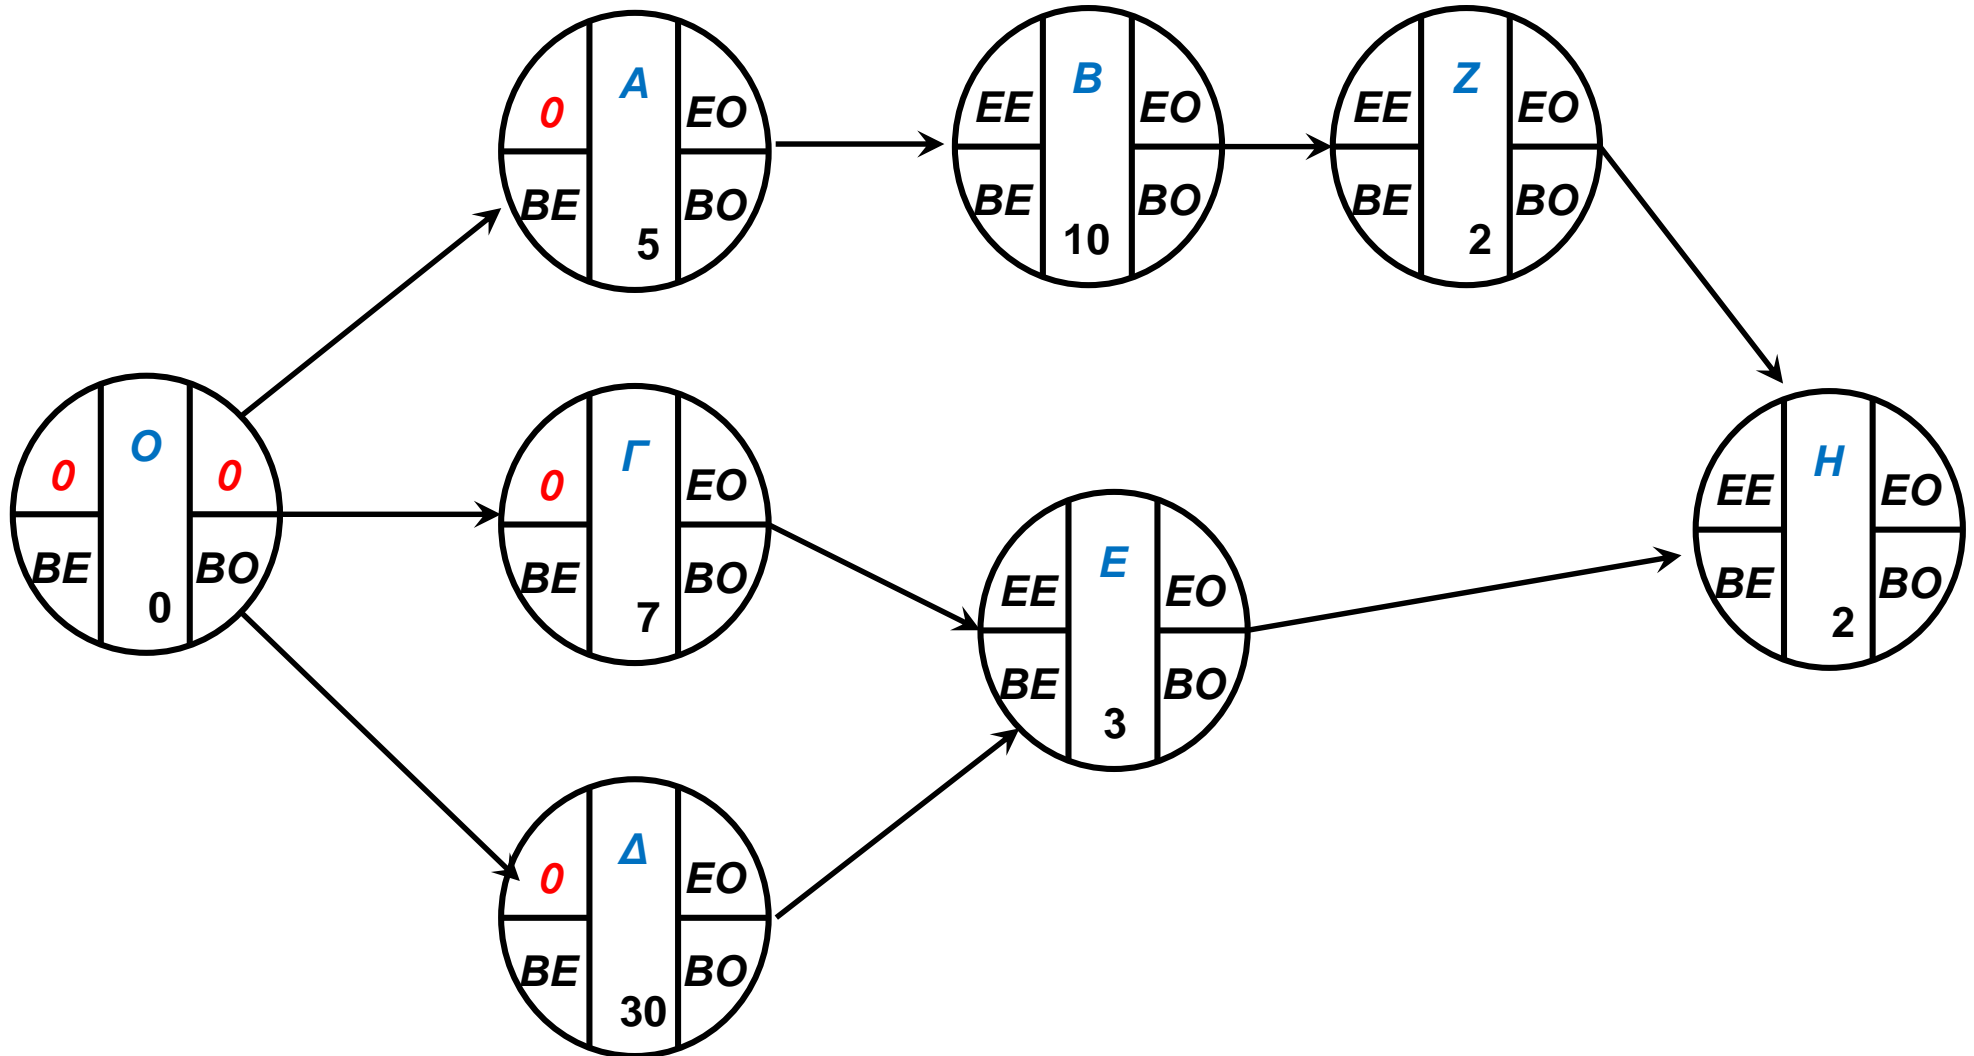 0 A EO
BE 5 BO
EE B EO
BE 10 BO
EE Z EO
BE 2 BO
0 O 0
BE 0 BO
0 Γ EO
BE 7 BO
EE E EO
BE 3 BO
EE H EO
BE 2 BO
0 Δ EO
BE 30 BO